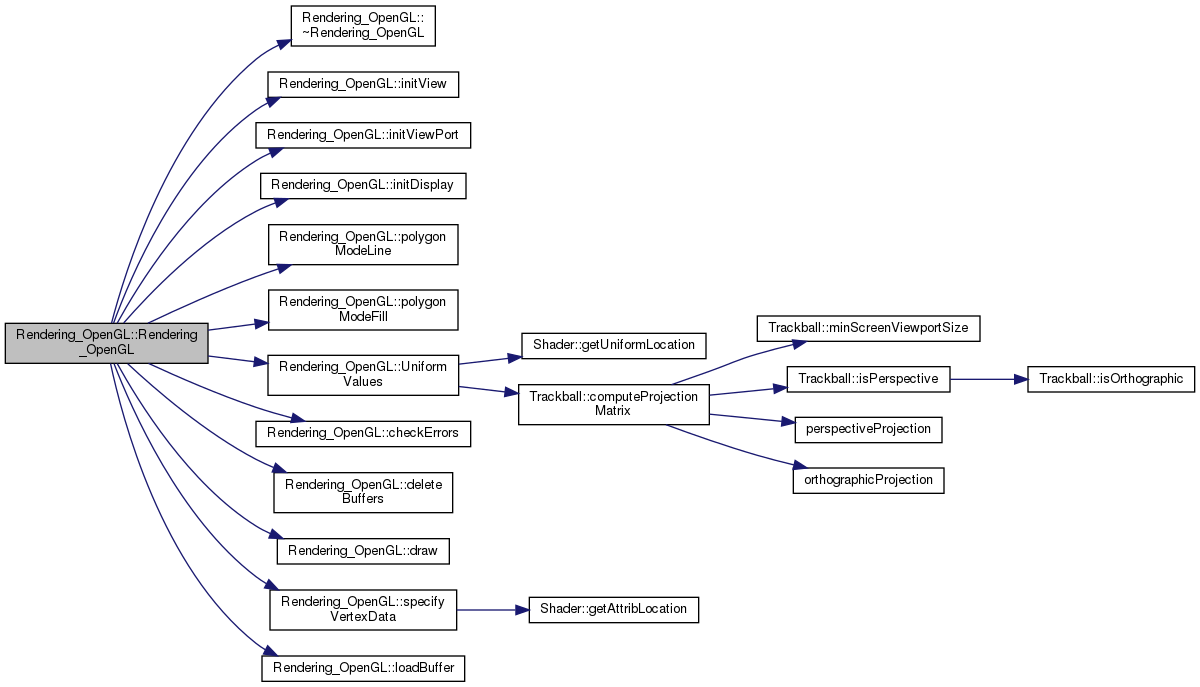 Rendering_OpenGL::Rendering
_OpenGL
Rendering_OpenGL::
~Rendering_OpenGL
Rendering_OpenGL::initView
Rendering_OpenGL::initViewPort
Rendering_OpenGL::initDisplay
Rendering_OpenGL::polygon
ModeLine
Rendering_OpenGL::polygon
ModeFill
Rendering_OpenGL::Uniform
Values
Rendering_OpenGL::checkErrors
Rendering_OpenGL::delete
Buffers
Rendering_OpenGL::draw
Rendering_OpenGL::specify
VertexData
Rendering_OpenGL::loadBuffer
Shader::getUniformLocation
Trackball::computeProjection
Matrix
Shader::getAttribLocation
Trackball::minScreenViewportSize
Trackball::isPerspective
perspectiveProjection
orthographicProjection
Trackball::isOrthographic